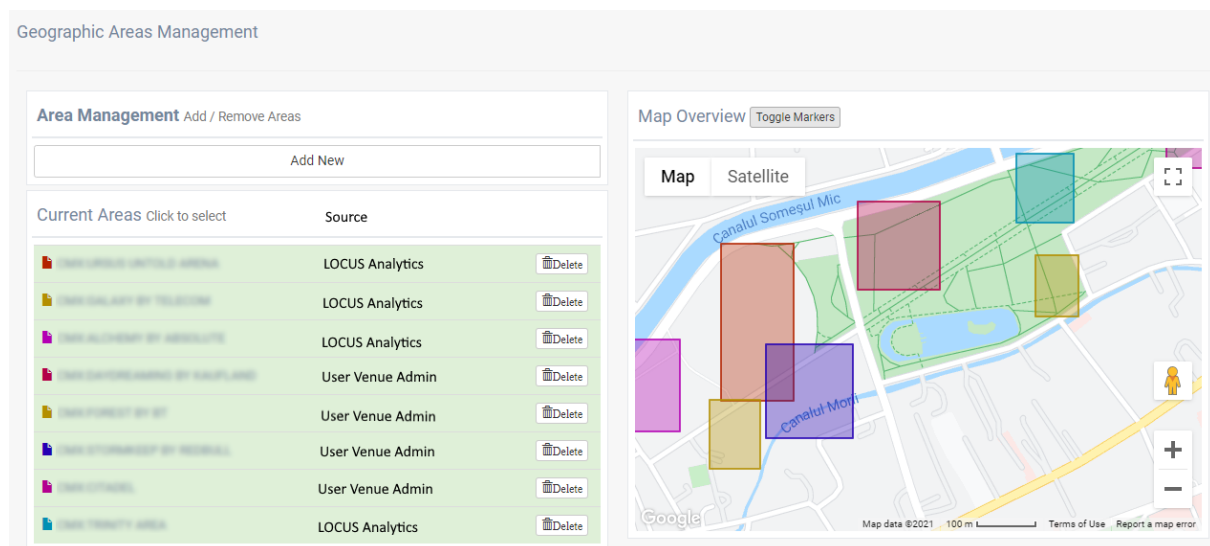 Geographic Areas Management
Area Management Add / Remove Areas
Add New
Current Areas Click to select Source
LOCUS Analytics Delete
LOCUS Analytics Delete
LOCUS Analytics Delete
User Venue Admin Delete
User Venue Admin Delete
User Venue Admin Delete
User Venue Admin Delete
LOCUS Analytics Delete
Map Overview Toggle Markers
Map Satellite
Canalul Someșul Mic
Canalul Morii
Google Map data ©2021 100 m Terms of Use Report a map error